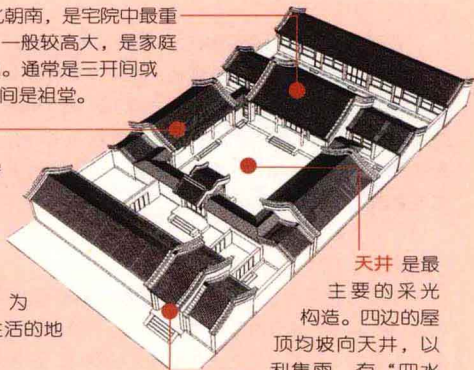 北朝南，是宅院中最重
一般较高大，是家庭
。通常是三开间或
间是祖堂。
为
生活的地
天井 是最
主要的采光
构造。四边的屋
顶均坡向天井，以